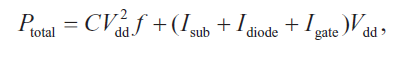 P_total = CV_dd^2 f + (I_sub + I_diode + I_gate)V_dd,